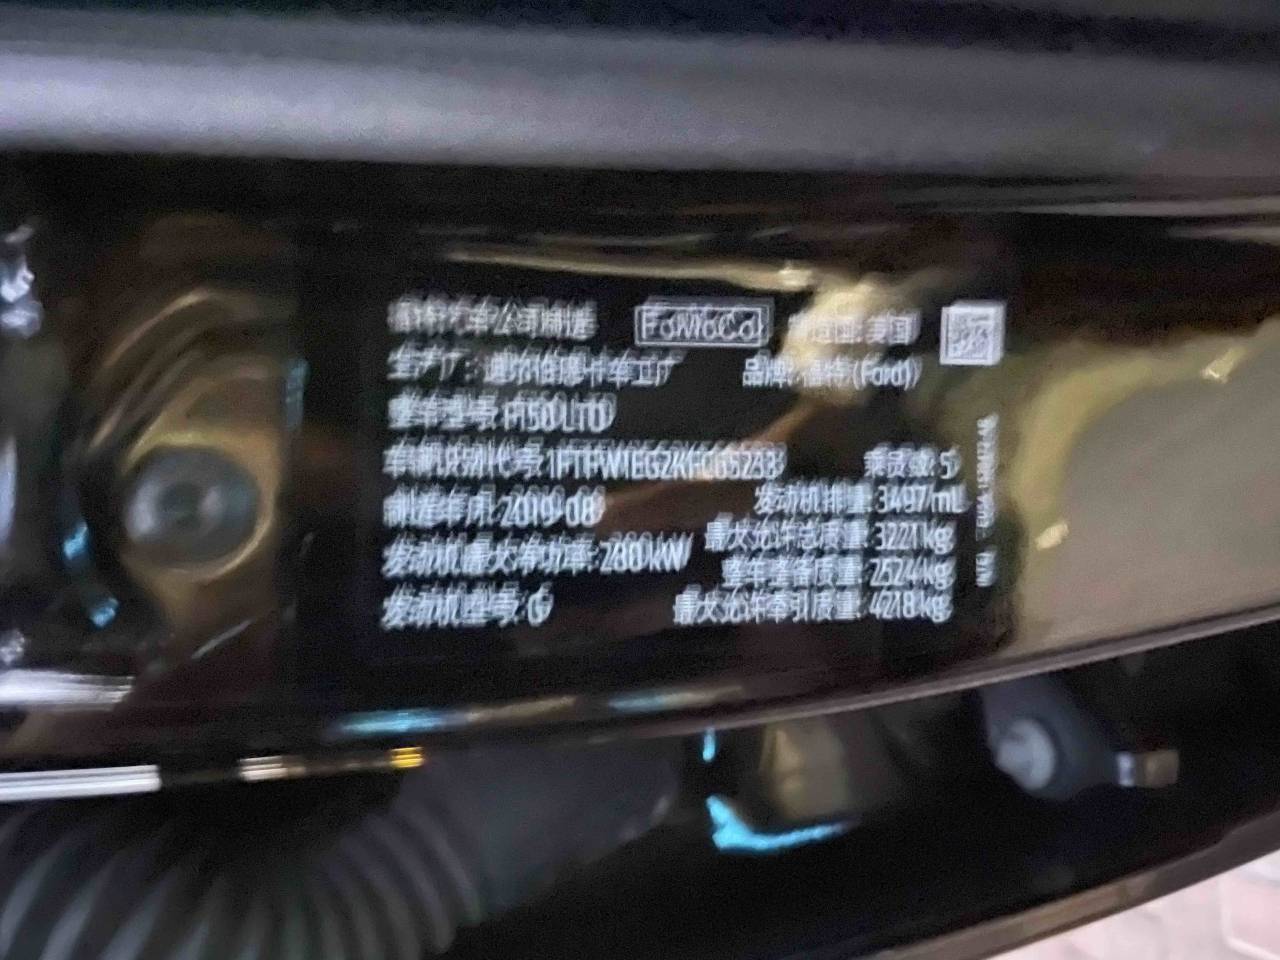 福特汽车公司制造 FoMoCo 制造国:美国
生产厂:迪尔伯恩卡车工厂 品牌:福特(Ford)
整车型号:F150LTD
车辆识别代号: 乘员数:5
制造年月:2019-08 发动机排量:3497/mL
发动机最大净功率:280kW 最大允许总质量:3221kg
整车整备质量:2524kg
发动机型号: 最大允许牵引质量:4218kg